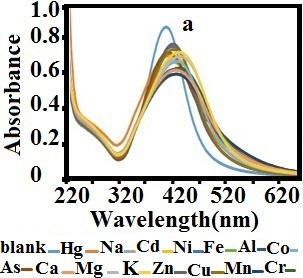 1.0
a
0.8
0.6
0.4
0.2
0
Absorbance
220 320 420 520 620
Wavelength(nm)
blank Hg Na Cd Ni Fe Al Co
As Ca Mg K Zn Cu Mn Cr